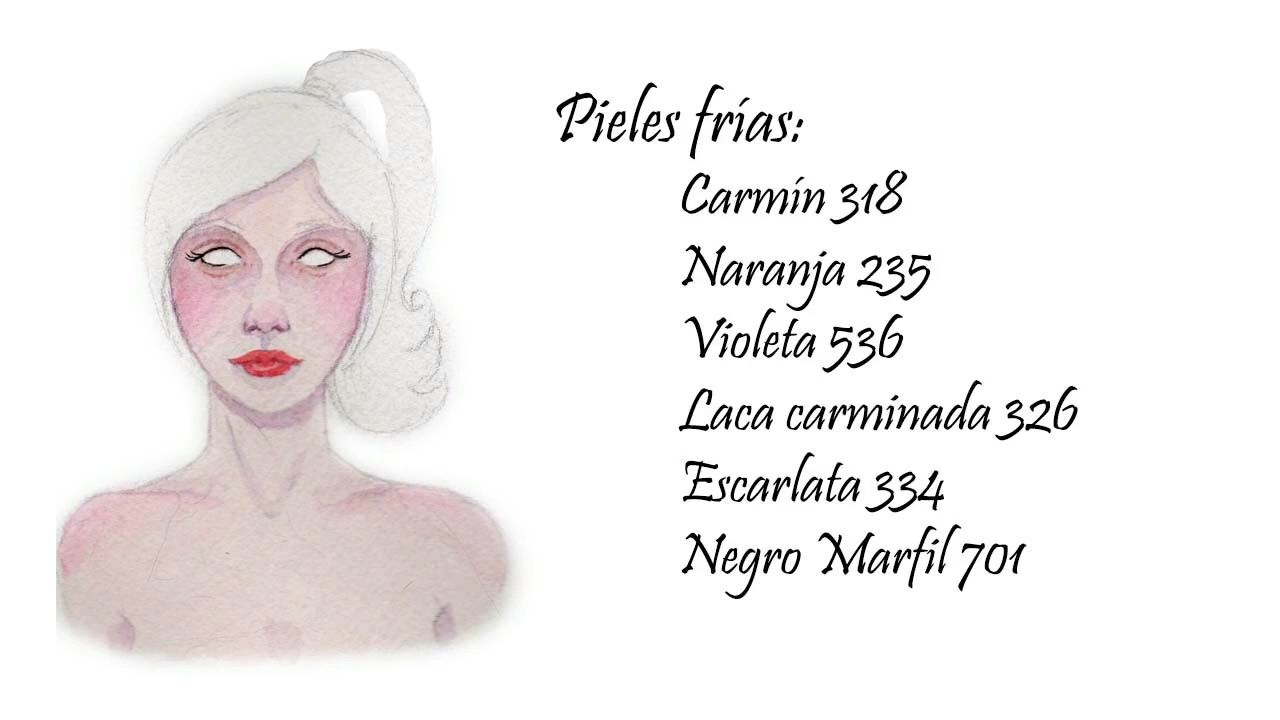 Pieles frías:
Carmín 318
Naranja 235
Violeta 536
Laca carminada 326
Escarlata 334
Negro Marfil 701